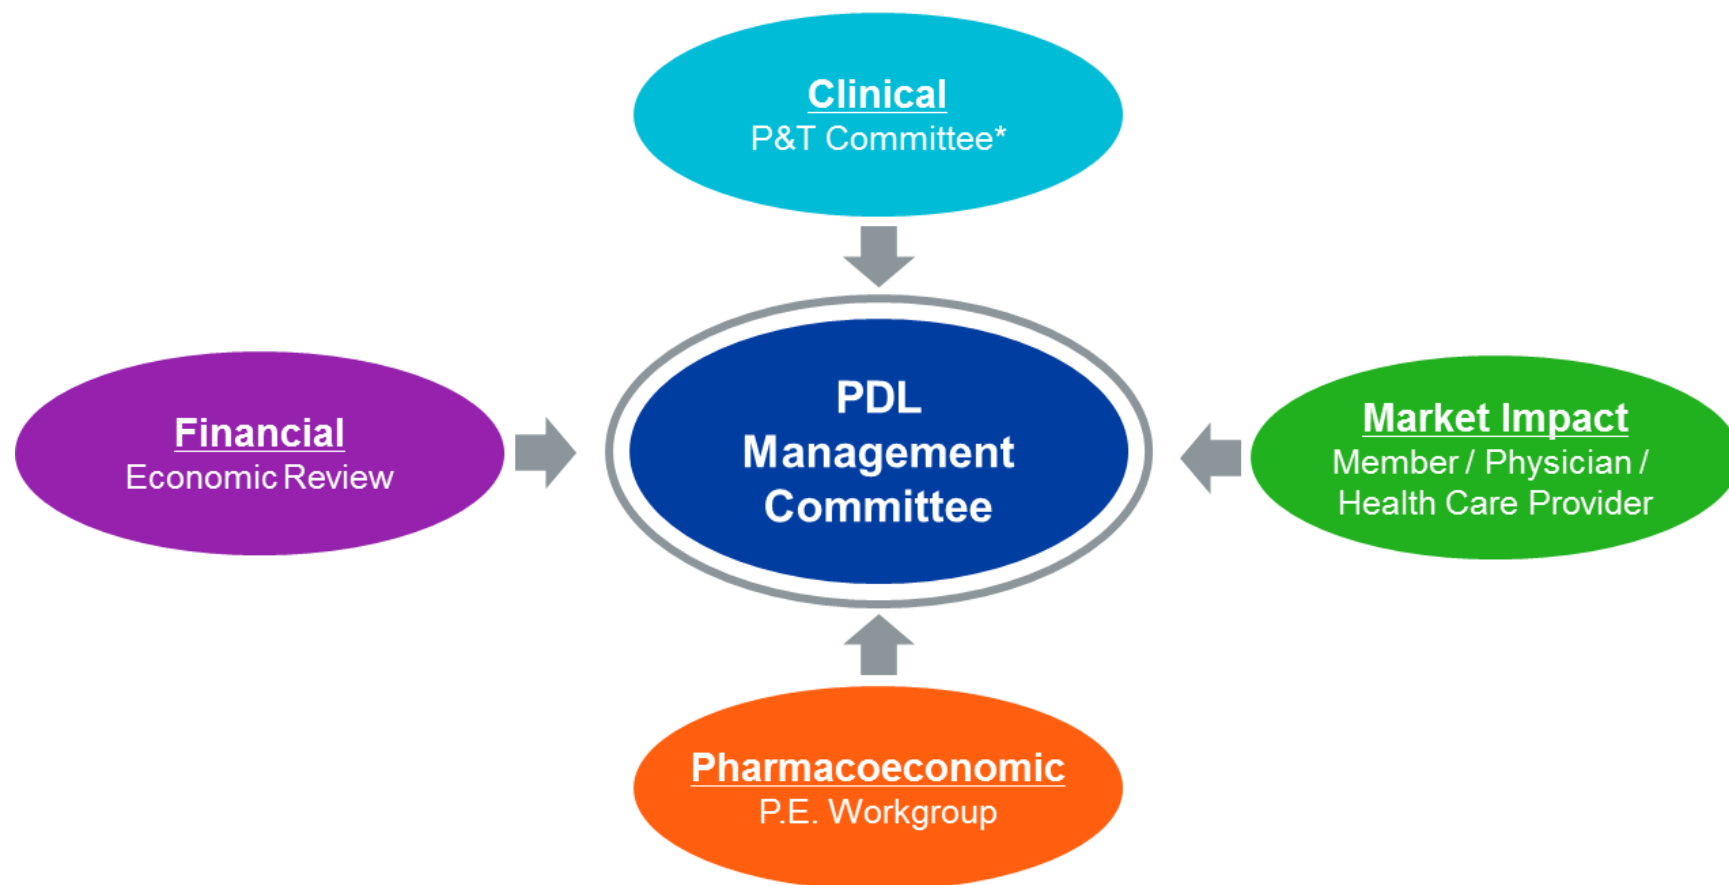 Clinical
P&T Committee*
PDL
Management
Committee
Financial
Economic Review
Market Impact
Member / Physician /
Health Care Provider
Pharmacoeconomic
P.E. Workgroup